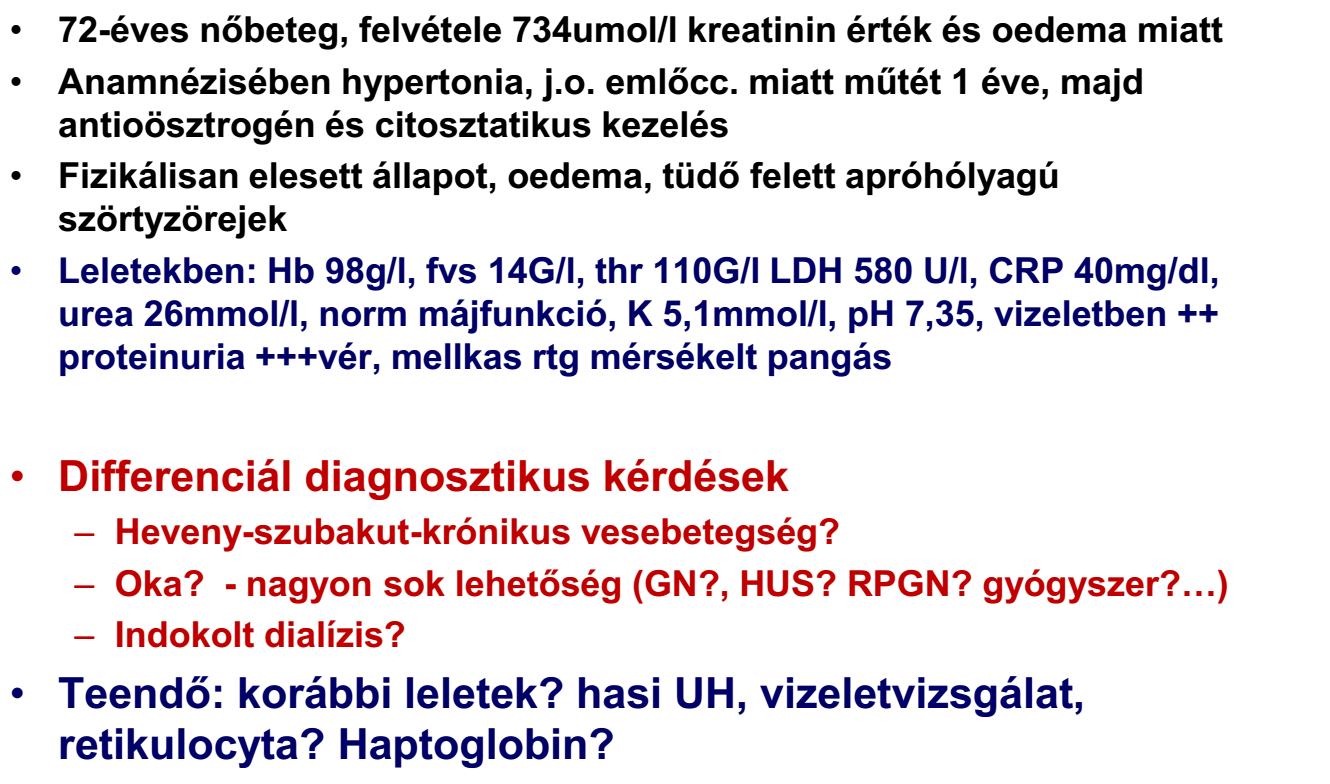 • 72-éves nőbeteg, felvétele 734umol/l kreatinin érték és oedema miatt
• Anamnézisében hypertonia, j.o. emlőcc. miatt műtét 1 éve, majd
antioösztrogén és citosztatikus kezelés
• Fizikálisan elesett állapot, oedema, tüdő felett apróhólyagú
szörtyzörejek
• Leletekben: Hb 98g/l, fvs 14G/l, thr 110G/l LDH 580 U/l, CRP 40mg/dl,
urea 26mmol/l, norm májfunkció, K 5,1mmol/l, pH 7,35, vizeletben ++
proteinuria +++vér, mellkas rtg mérsékelt pangás
• Differenciál diagnosztikus kérdések
– Heveny-szubakut-krónikus vesebetegség?
– Oka? - nagyon sok lehetőség (GN?, HUS? RPGN? gyógyszer?…)
– Indokolt dialízis?
• Teendő: korábbi leletek? hasi UH, vizeletvizsgálat,
retikulocyta? Haptoglobin?